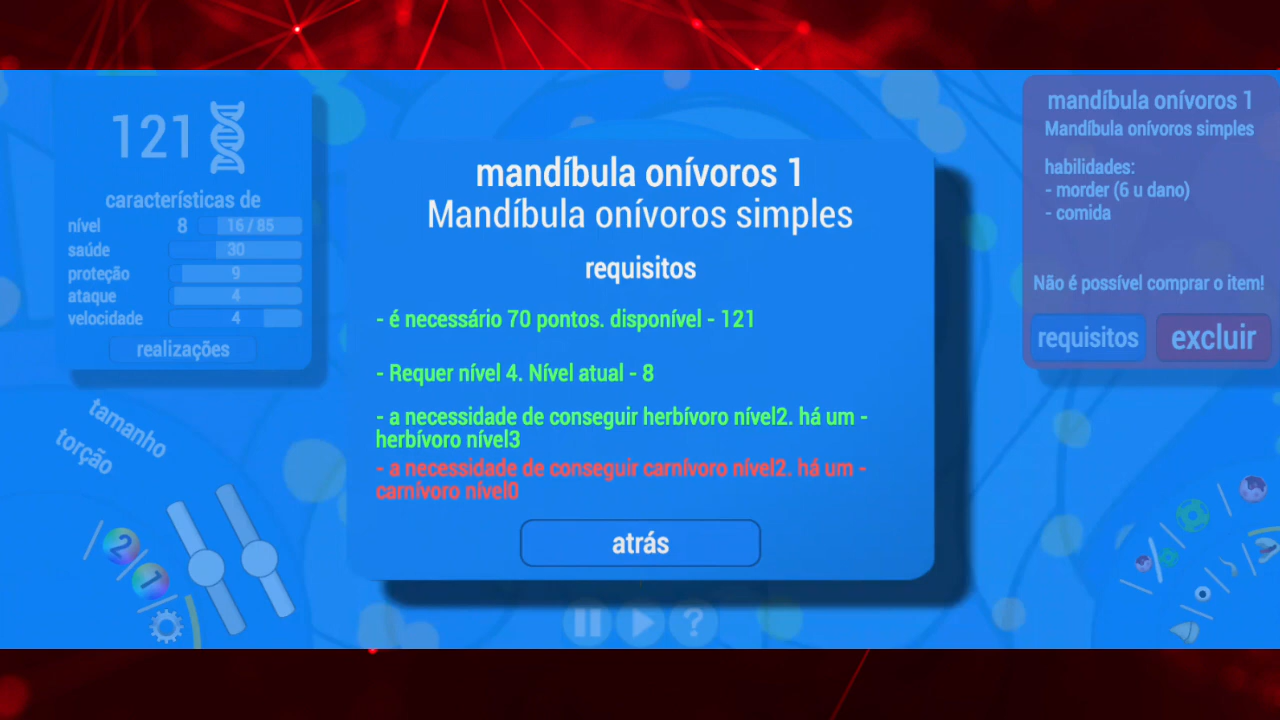 121
características de
nível 8 16 / 85
saúde 30
proteção 9
ataque 4
velocidade 4
realizações
tamanho
torção
2
1
mandíbula onívoros 1
Mandíbula onívoros simples
requisitos
- é necessário 70 pontos. disponível - 121
- Requer nível 4. Nível atual - 8
- a necessidade de conseguir herbívoro nível2. há um -
herbívoro nível3
- a necessidade de conseguir carnívoro nível2. há um -
carnívoro nível0
atrás
?
mandíbula onívoros 1
Mandíbula onívoros simples
habilidades:
- morder (6 u dano)
- comida
Não é possível comprar o item!
requisitos excluir